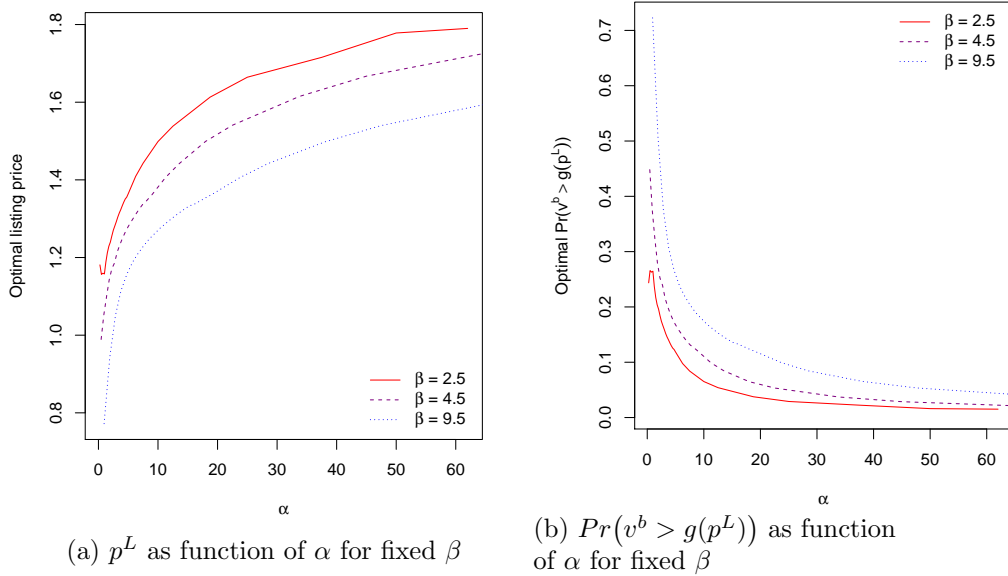 Optimal listing price
1.8
1.6
1.4
1.2
1.0
0.8
0 10 20 30 40 50 60
α
β = 2.5
β = 4.5
β = 9.5
(a) p^L as function of α for fixed β
Optimal Pr(v^b > g(p^L))
0.7
0.6
0.5
0.4
0.3
0.2
0.1
0.0
0 10 20 30 40 50 60
α
β = 2.5
β = 4.5
β = 9.5
(b) Pr(v^b > g(p^L)) as function
of α for fixed β